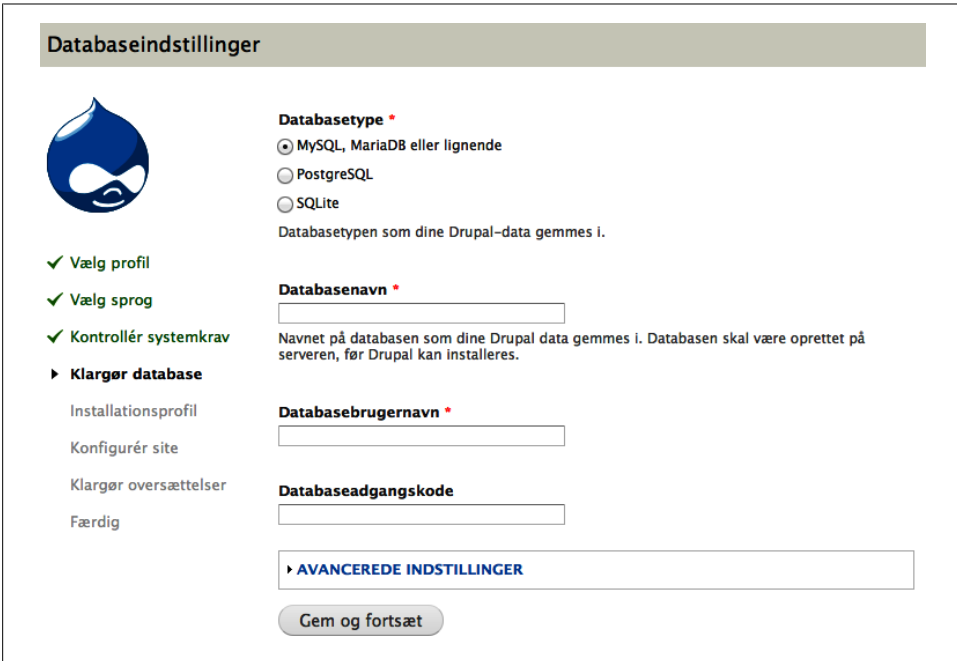 Databaseindstillinger
Vælg profil
Vælg sprog
Kontrollér systemkrav
Klargør database
Installationsprofil
Konfigurér site
Klargør oversættelser
Færdig
Databasetype *
MySQL, MariaDB eller lignende
PostgreSQL
SQLite
Databasetypen som dine Drupal-data gemmes i.
Databasenavn *
Navnet på databasen som dine Drupal data gemmes i. Databasen skal være oprettet på
serveren, før Drupal kan installeres.
Databasebrugernavn *
Databaseadgangskode
AVANCEREDE INDSTILLINGER
Gem og fortsæt